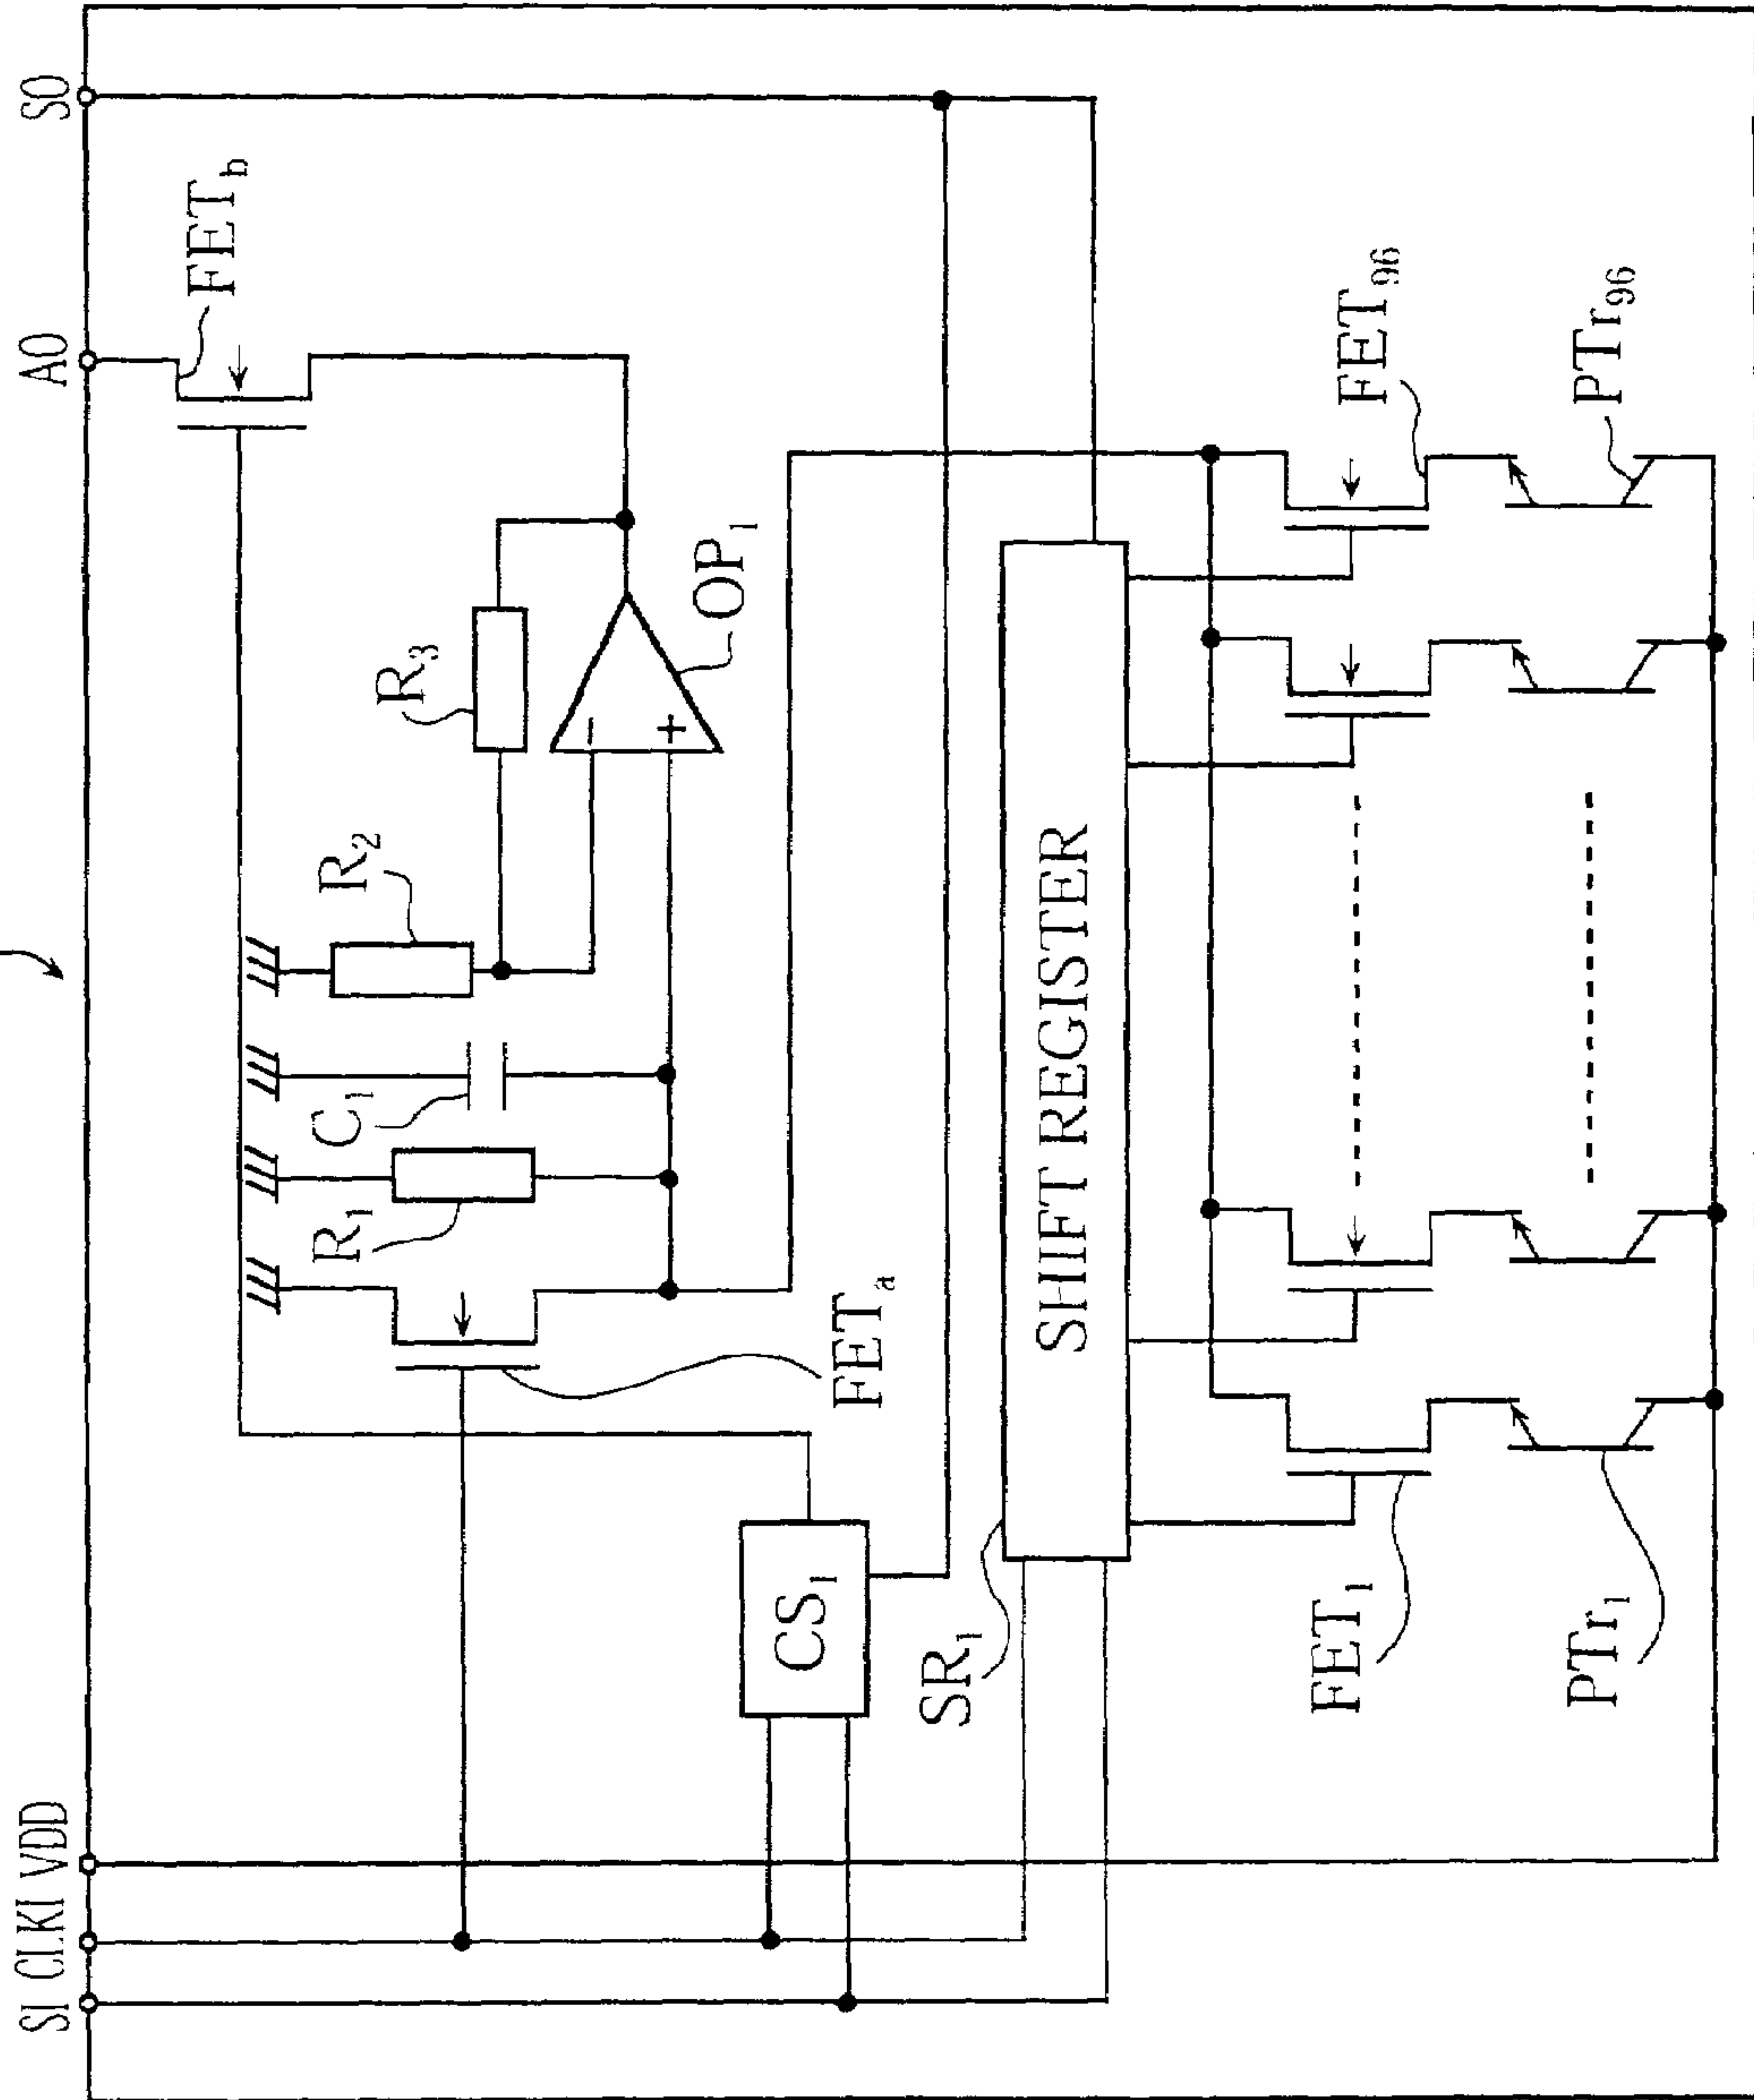 SI CLKI VDD AO SO
FETb
R3
R2
C1
R1
OP1
FETa
CS1
SR1
SHIFT REGISTER
FET1
FET96
PTr1
PTr96